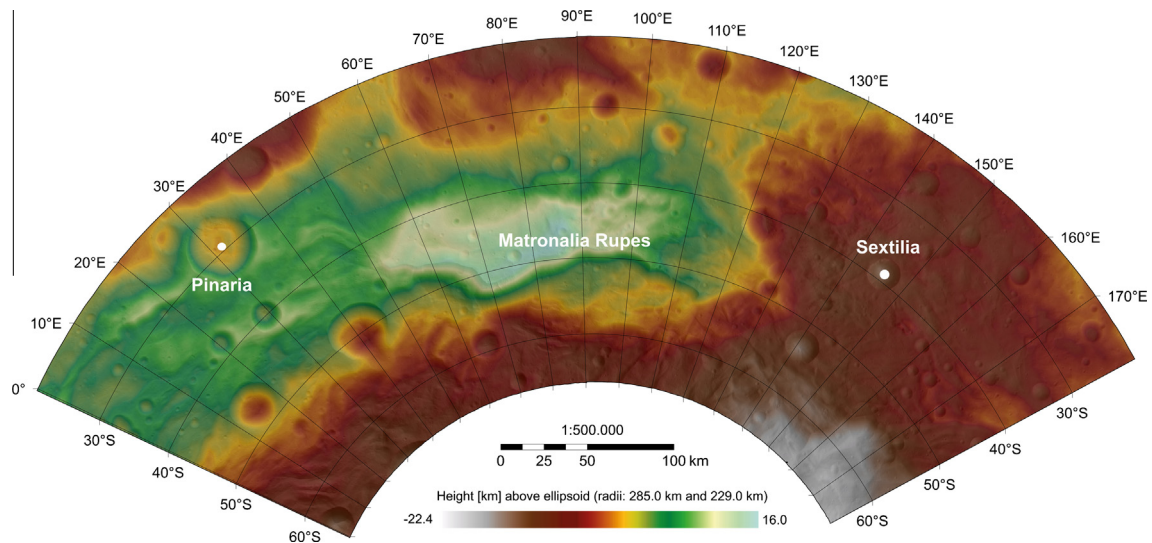 90°E
80°E
100°E
70°E
110°E
60°E
120°E
50°E
130°E
40°E
140°E
30°E
150°E
20°E
160°E
10°E
170°E
0°
Matronalia Rupes
Sextilia
Pinaria
30°S
30°S
40°S
40°S
50°S
50°S
60°S
60°S
1:500.000
0 25 50 100 km
Height [km] above ellipsoid (radii: 285.0 km and 229.0 km)
-22.4 16.0